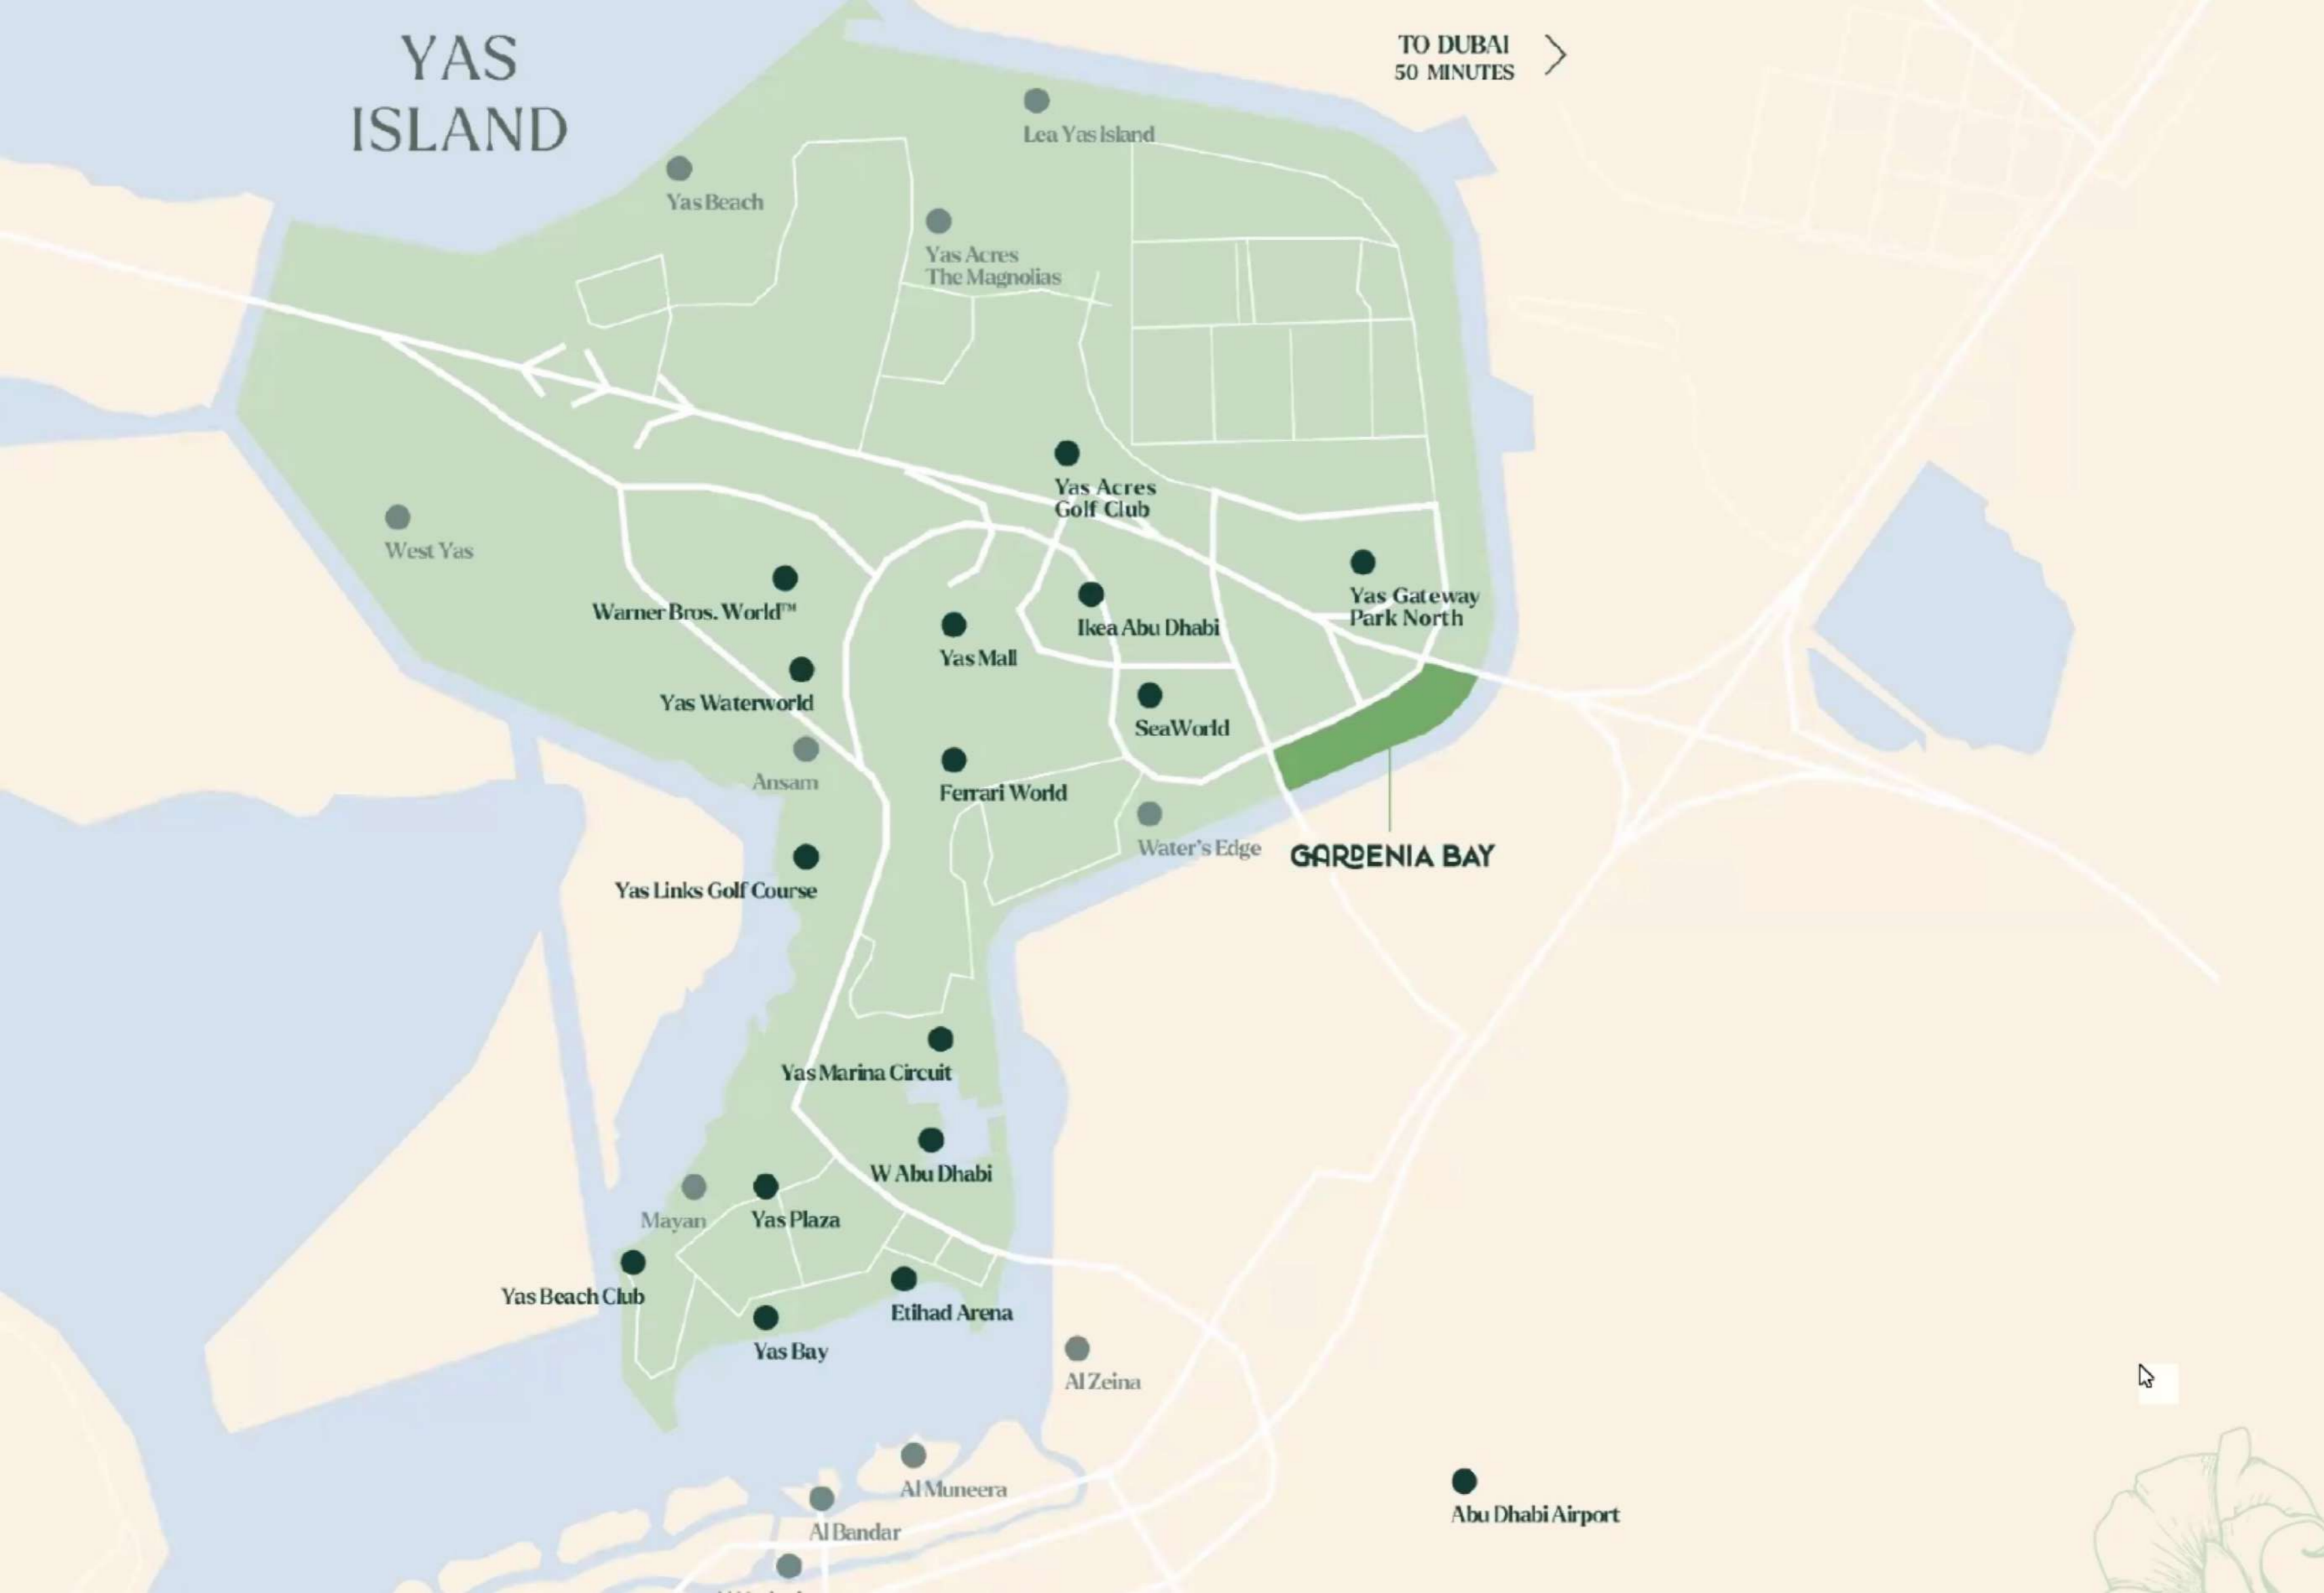 YAS
ISLAND
TO DUBAI
50 MINUTES
Lea Yas Island
Yas Beach
Yas Acres
The Magnolias
Yas Acres
Golf Club
West Yas
Warner Bros. World™
Yas Gateway
Park North
Ikea Abu Dhabi
Yas Mall
Yas Waterworld
SeaWorld
Ansam
Ferrari World
Water's Edge
GARDENIA BAY
Yas Links Golf Course
Yas Marina Circuit
W Abu Dhabi
Mayan
Yas Plaza
Yas Beach Club
Etihad Arena
Yas Bay
Al Zeina
Al Muneera
Abu Dhabi Airport
Al Bandar